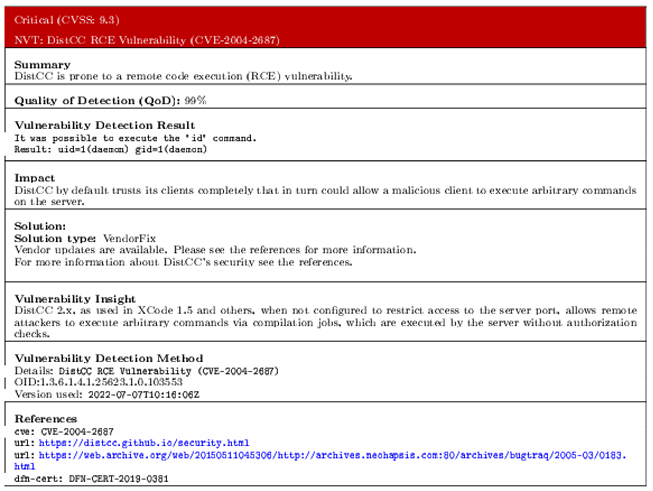 Critical (CVSS: 9.3)
NVT: DistCC RCE Vulnerability (CVE-2004-2687)
Summary
DistCC is prone to a remote code execution (RCE) vulnerability.
Quality of Detection (QoD): 99%
Vulnerability Detection Result
It was possible to execute the "id" command.
Result: uid=1(daemon) gid=1(daemon)
Impact
DistCC by default trusts its clients completely that in turn could allow a malicious client to execute arbitrary commands
on the server.
Solution:
Solution type: VendorFix
Vendor updates are available. Please see the references for more information.
For more information about DistCC's security see the references.
Vulnerability Insight
DistCC 2.x, as used in XCode 1.5 and others, when not configured to restrict access to the server port, allows remote
attackers to execute arbitrary commands via compilation jobs, which are executed by the server without authorization
checks.
Vulnerability Detection Method
Details: DistCC RCE Vulnerability (CVE-2004-2687)
OID:1.3.6.1.4.1.25623.1.0.103553
Version used: 2022-07-07T10:16:06Z
References
cve: CVE-2004-2687
url: https://distcc.github.io/security.html
url: https://web.archive.org/web/20150511045306/http://archives.neohapsis.com:80/archives/bugtraq/2005-03/0183.
html
dfn-cert: DFN-CERT-2019-0381